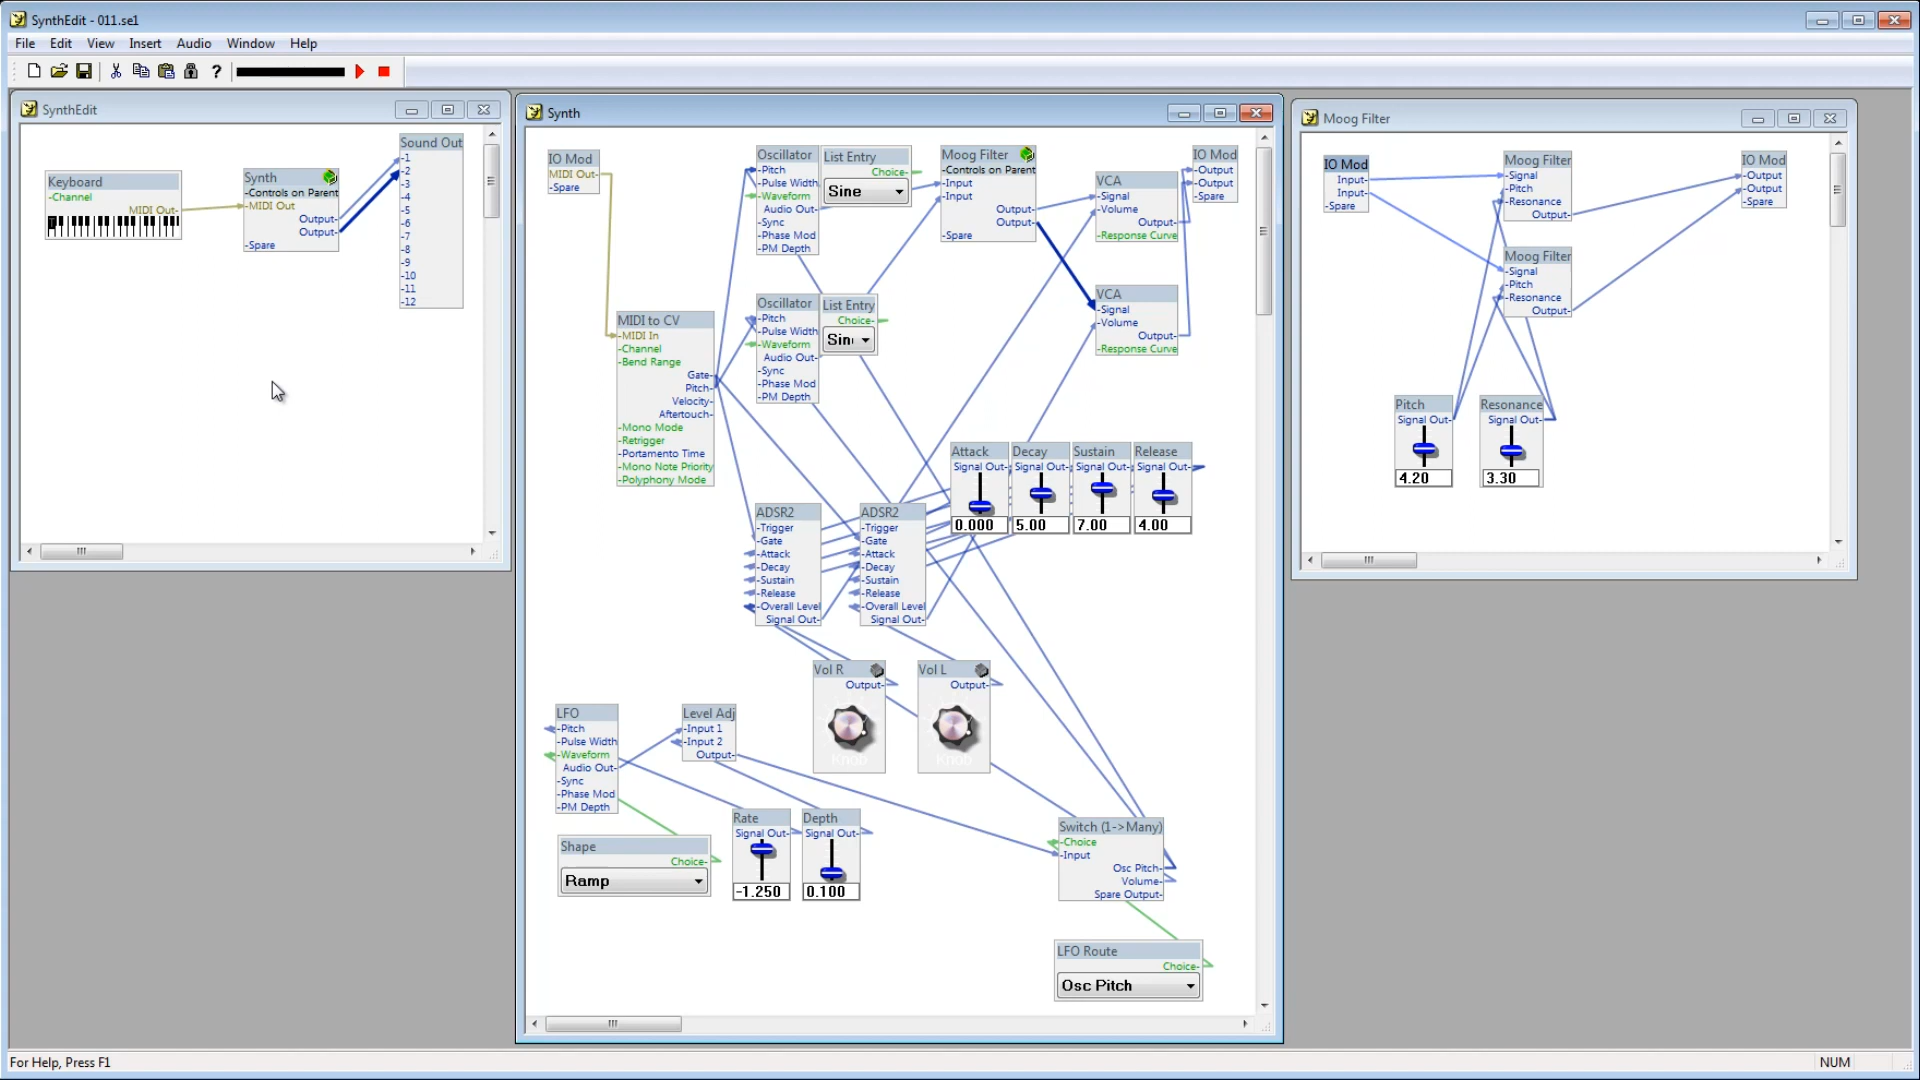 SynthEdit - 011.se1
File Edit View Insert Audio Window Help
SynthEdit
Keyboard
-Channel
MIDI Out-
Synth
-Controls on Parent
-MIDI Out
Output-
Output-
-Spare
Sound Out
-1
-2
-3
-4
-5
-6
-7
-8
-9
-10
-11
-12
Synth
IO Mod
MIDI Out-
-Spare
MIDI to CV
-MIDI In
-Channel
-Bend Range
Gate-
Pitch-
Velocity-
Aftertouch-
-Mono Mode
-Retrigger
-Portamento Time
-Mono Note Priority
-Polyphony Mode
Oscillator
-Pitch
-Pulse Width
-Waveform
Audio Out-
-Sync
-Phase Mod
-PM Depth
List Entry
Choice-
Sine
Oscillator
-Pitch
-Pulse Width
-Waveform
Audio Out-
-Sync
-Phase Mod
-PM Depth
List Entry
Choice-
Moog Filter
-Controls on Parent
-Input
-Input
Output-
Output-
-Spare
VCA
-Signal
-Volume
Output-
-Response Curve
VCA
-Signal
-Volume
Output-
-Response Curve
IO Mod
-Output
-Output
-Spare
Attack
Signal Out-
0.000
Decay
Signal Out-
5.00
Sustain
Signal Out-
7.00
Release
Signal Out-
4.00
ADSR2
-Trigger
-Gate
-Attack
-Decay
-Sustain
-Release
-Overall Level
Signal Out-
ADSR2
-Trigger
-Gate
-Attack
-Decay
-Sustain
-Release
-Overall Level
Signal Out-
Vol R
Output-
Knob
Vol L
Output-
Knob
LFO
-Pitch
-Pulse Width
-Waveform
Audio Out-
-Sync
-Phase Mod
-PM Depth
Level Adj
-Input 1
-Input 2
Output-
Shape
Choice-
Ramp
Rate
Signal Out-
-1.250
Depth
Signal Out-
0.100
Switch (1->Many)
-Choice
-Input
Osc Pitch-
Volume-
Spare Output-
LFO Route
Choice-
Osc Pitch
Moog Filter
IO Mod
Input-
Input-
-Spare
Moog Filter
-Signal
-Pitch
-Resonance
Output-
Moog Filter
-Signal
-Pitch
-Resonance
Output-
IO Mod
-Output
-Output
-Spare
Pitch
Signal Out-
4.20
Resonance
Signal Out-
3.30
For Help, Press F1
NUM